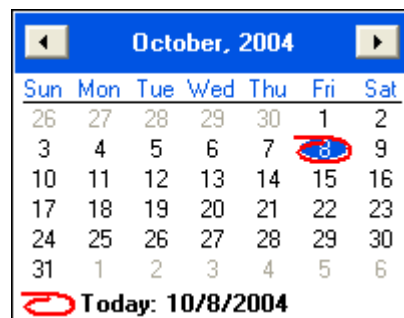 October, 2004
Sun Mon Tue Wed Thu Fri Sat
26 27 28 29 30 1 2
3 4 5 6 7 8 9
10 11 12 13 14 15 16
17 18 19 20 21 22 23
24 25 26 27 28 29 30
31 1 2 3 4 5 6
Today: 10/8/2004